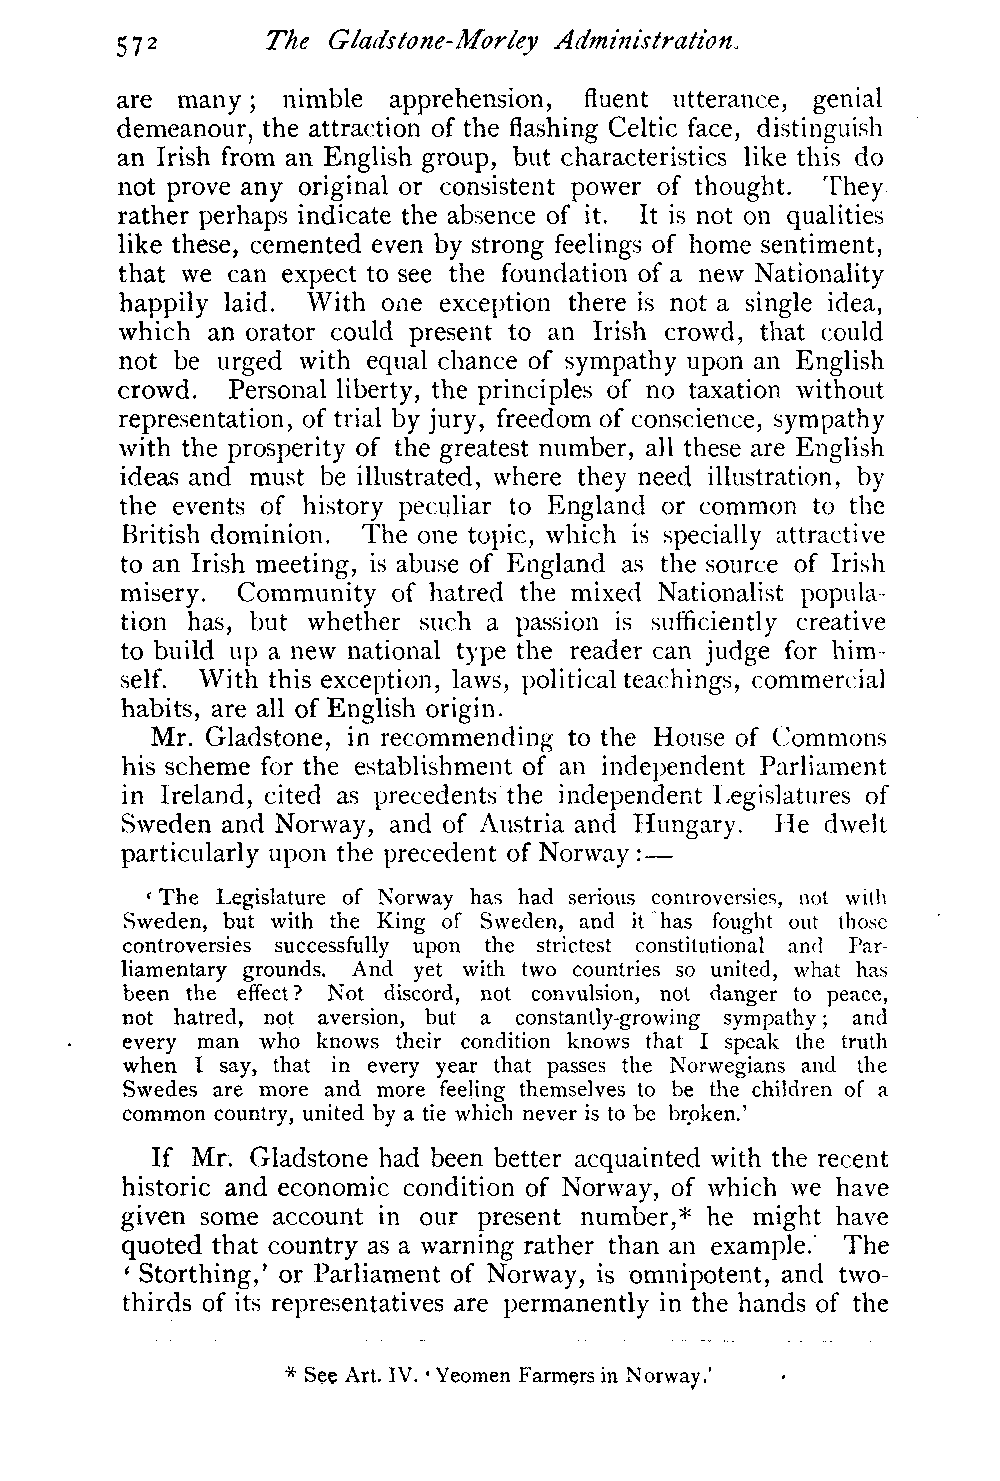 572 The Gladstone-Morley Administration.
are many; nimble apprehension, fluent utterance, genial
demeanour, the attraction of the flashing Celtic face, distinguish
an Irish from an English group, but characteristics like this do
not prove any original or consistent power of thought. They
rather perhaps indicate the absence of it. It is not on qualities
like these, cemented even by strong feelings of home sentiment,
that we can expect to see the foundation of a new Nationality
happily laid. With one exception there is not a single idea,
which an orator could present to an Irish crowd, that could
not be urged with equal chance of sympathy upon an English
crowd. Personal liberty, the principles of no taxation without
representation, of trial by jury, freedom of conscience, sympathy
with the prosperity of the greatest number, all these are English
ideas and must be illustrated, where they need illustration, by
the events of history peculiar to England or common to the
British dominion. The one topic, which is specially attractive
to an Irish meeting, is abuse of England as the source of Irish
misery. Community of hatred the mixed Nationalist popula-
tion has, but whether such a passion is sufficiently creative
to build up a new national type the reader can judge for him-
self. With this exception, laws, political teachings, commercial
habits, are all of English origin.
Mr. Gladstone, in recommending to the House of Commons
his scheme for the establishment of an independent Parliament
in Ireland, cited as precedents the independent Legislatures of
Sweden and Norway, and of Austria and Hungary. He dwelt
particularly upon the precedent of Norway:—
‘The Legislature of Norway has had serious controversies, not with
Sweden, but with the King of Sweden, and it has fought out those
controversies successfully upon the strictest constitutional and Par-
liamentary grounds. And yet with two countries so united, what has
been the effect? Not discord, not convulsion, not danger to peace,
not hatred, not aversion, but a constantly-growing sympathy; and
every man who knows their condition knows that I speak the truth
when I say, that in every year that passes the Norwegians and the
Swedes are more and more feeling themselves to be the children of a
common country, united by a tie which never is to be broken.’
If Mr. Gladstone had been better acquainted with the recent
historic and economic condition of Norway, of which we have
given some account in our present number,* he might have
quoted that country as a warning rather than an example. The
‘Storthing,’ or Parliament of Norway, is omnipotent, and two-
thirds of its representatives are permanently in the hands of the
* See Art. IV. ‘Yeomen Farmers in Norway.’